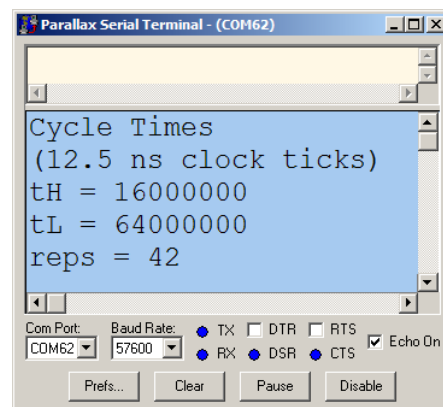 Parallax Serial Terminal - (COM62)
Cycle Times
(12.5 ns clock ticks)
tH = 16000000
tL = 64000000
reps = 42
Com Port: Baud Rate: TX DTR RTS
COM62 57600 RX DSR CTS Echo On
Prefs... Clear Pause Disable